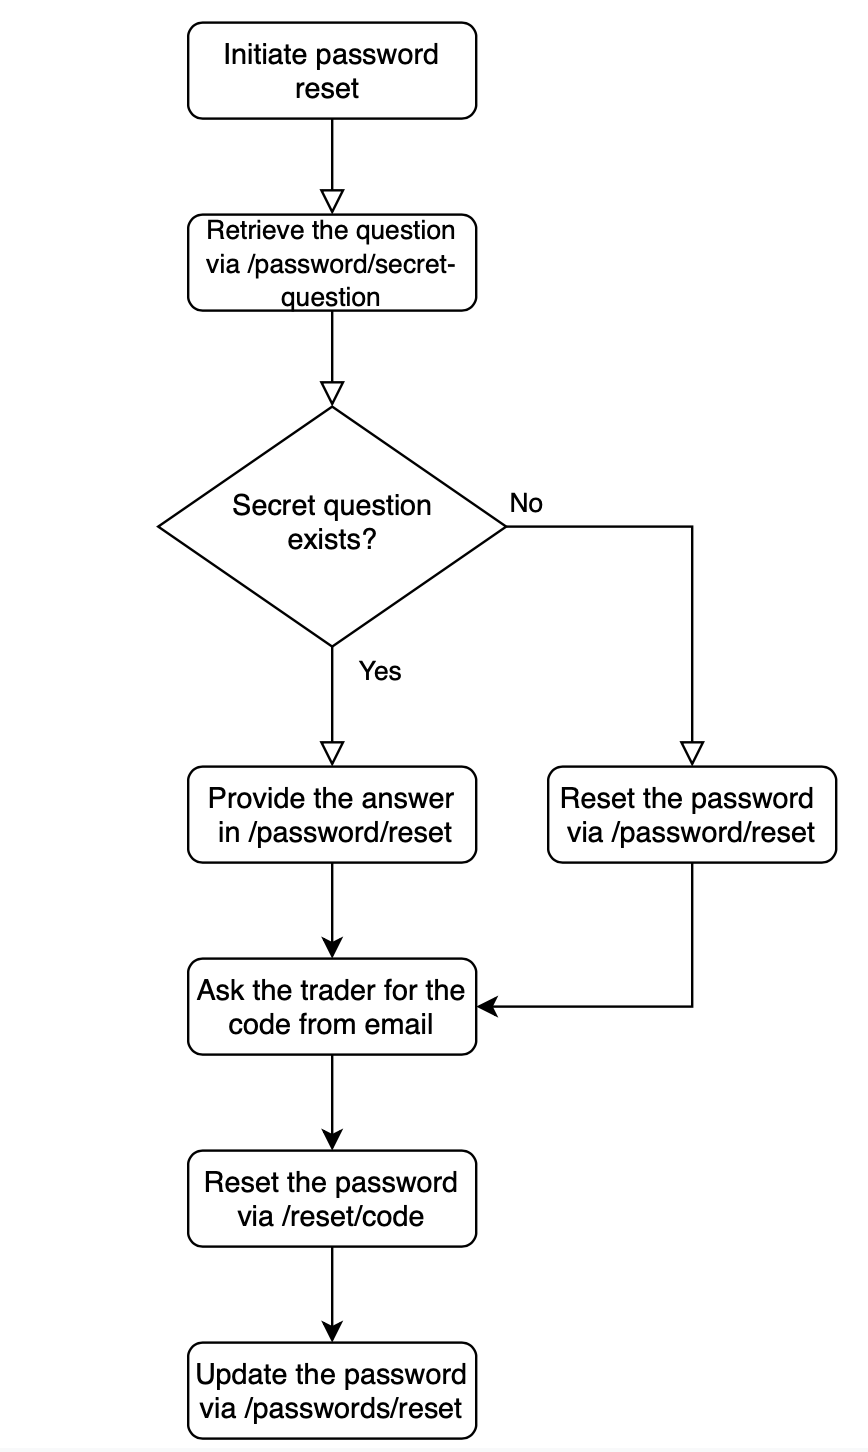 Initiate password
reset
Retrieve the question
via /password/secret-
question
Secret question
exists?
No
Yes
Provide the answer
in /password/reset
Reset the password
via /password/reset
Ask the trader for the
code from email
Reset the password
via /reset/code
Update the password
via /passwords/reset